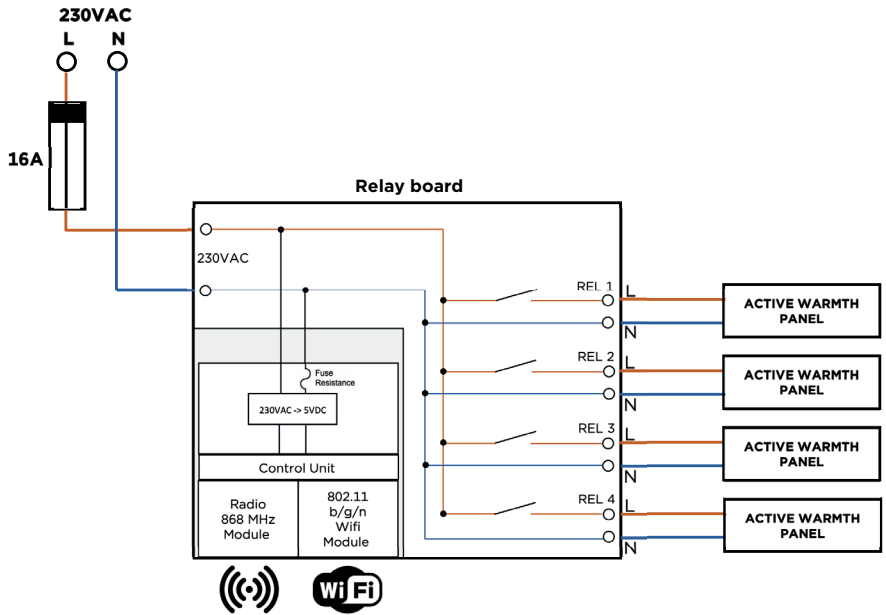 230VAC
L N
16A
Relay board
230VAC
REL 1
L
N
ACTIVE WARMTH
PANEL
REL 2
L
N
ACTIVE WARMTH
PANEL
REL 3
L
N
ACTIVE WARMTH
PANEL
REL 4
L
N
ACTIVE WARMTH
PANEL
Fuse
Resistance
230VAC -> 5VDC
Control Unit
Radio
868 MHz
Module
802.11
b/g/n
Wifi
Module
WiFi